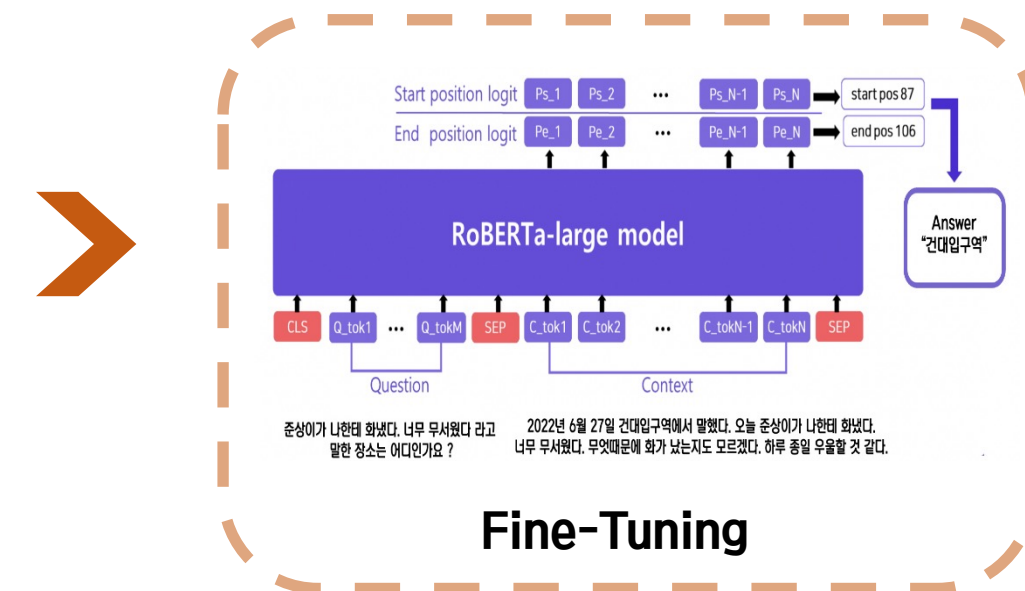 Start position logit Ps_1 Ps_2 ... Ps_N-1 Ps_N start pos 87
End position logit Pe_1 Pe_2 ... Pe_N-1 Pe_N end pos 106
RoBERTa-large model
Answer
“건대입구역”
CLS Q_tok1 ... Q_tokM SEP C_tok1 C_tok2 ... C_tokN-1 C_tokN SEP
Question Context
준상이가 나한테 화냈다. 너무 무서웠다 라고
말한 장소는 어디인가요 ?
2022년 6월 27일 건대입구역에서 말했다. 오늘 준상이가 나한테 화냈다.
너무 무서웠다. 무엇때문에 화가 났는지도 모르겠다. 하루 종일 우울할 것 같다.
Fine-Tuning